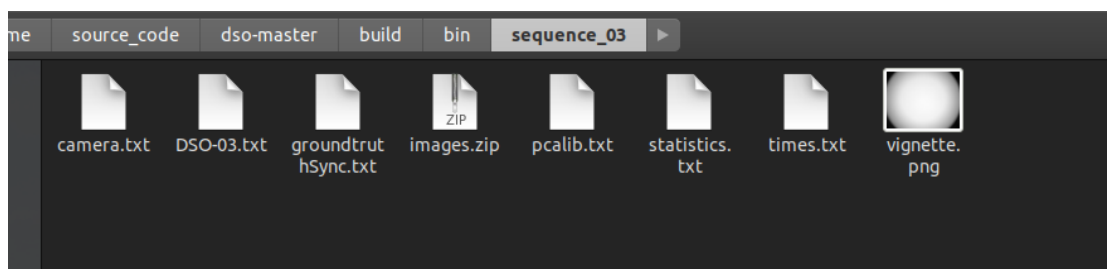 me source_code dso-master build bin sequence_03
ZIP
camera.txt DSO-03.txt groundtrut images.zip pcalib.txt statistics. times.txt vignette.
hSync.txt txt png